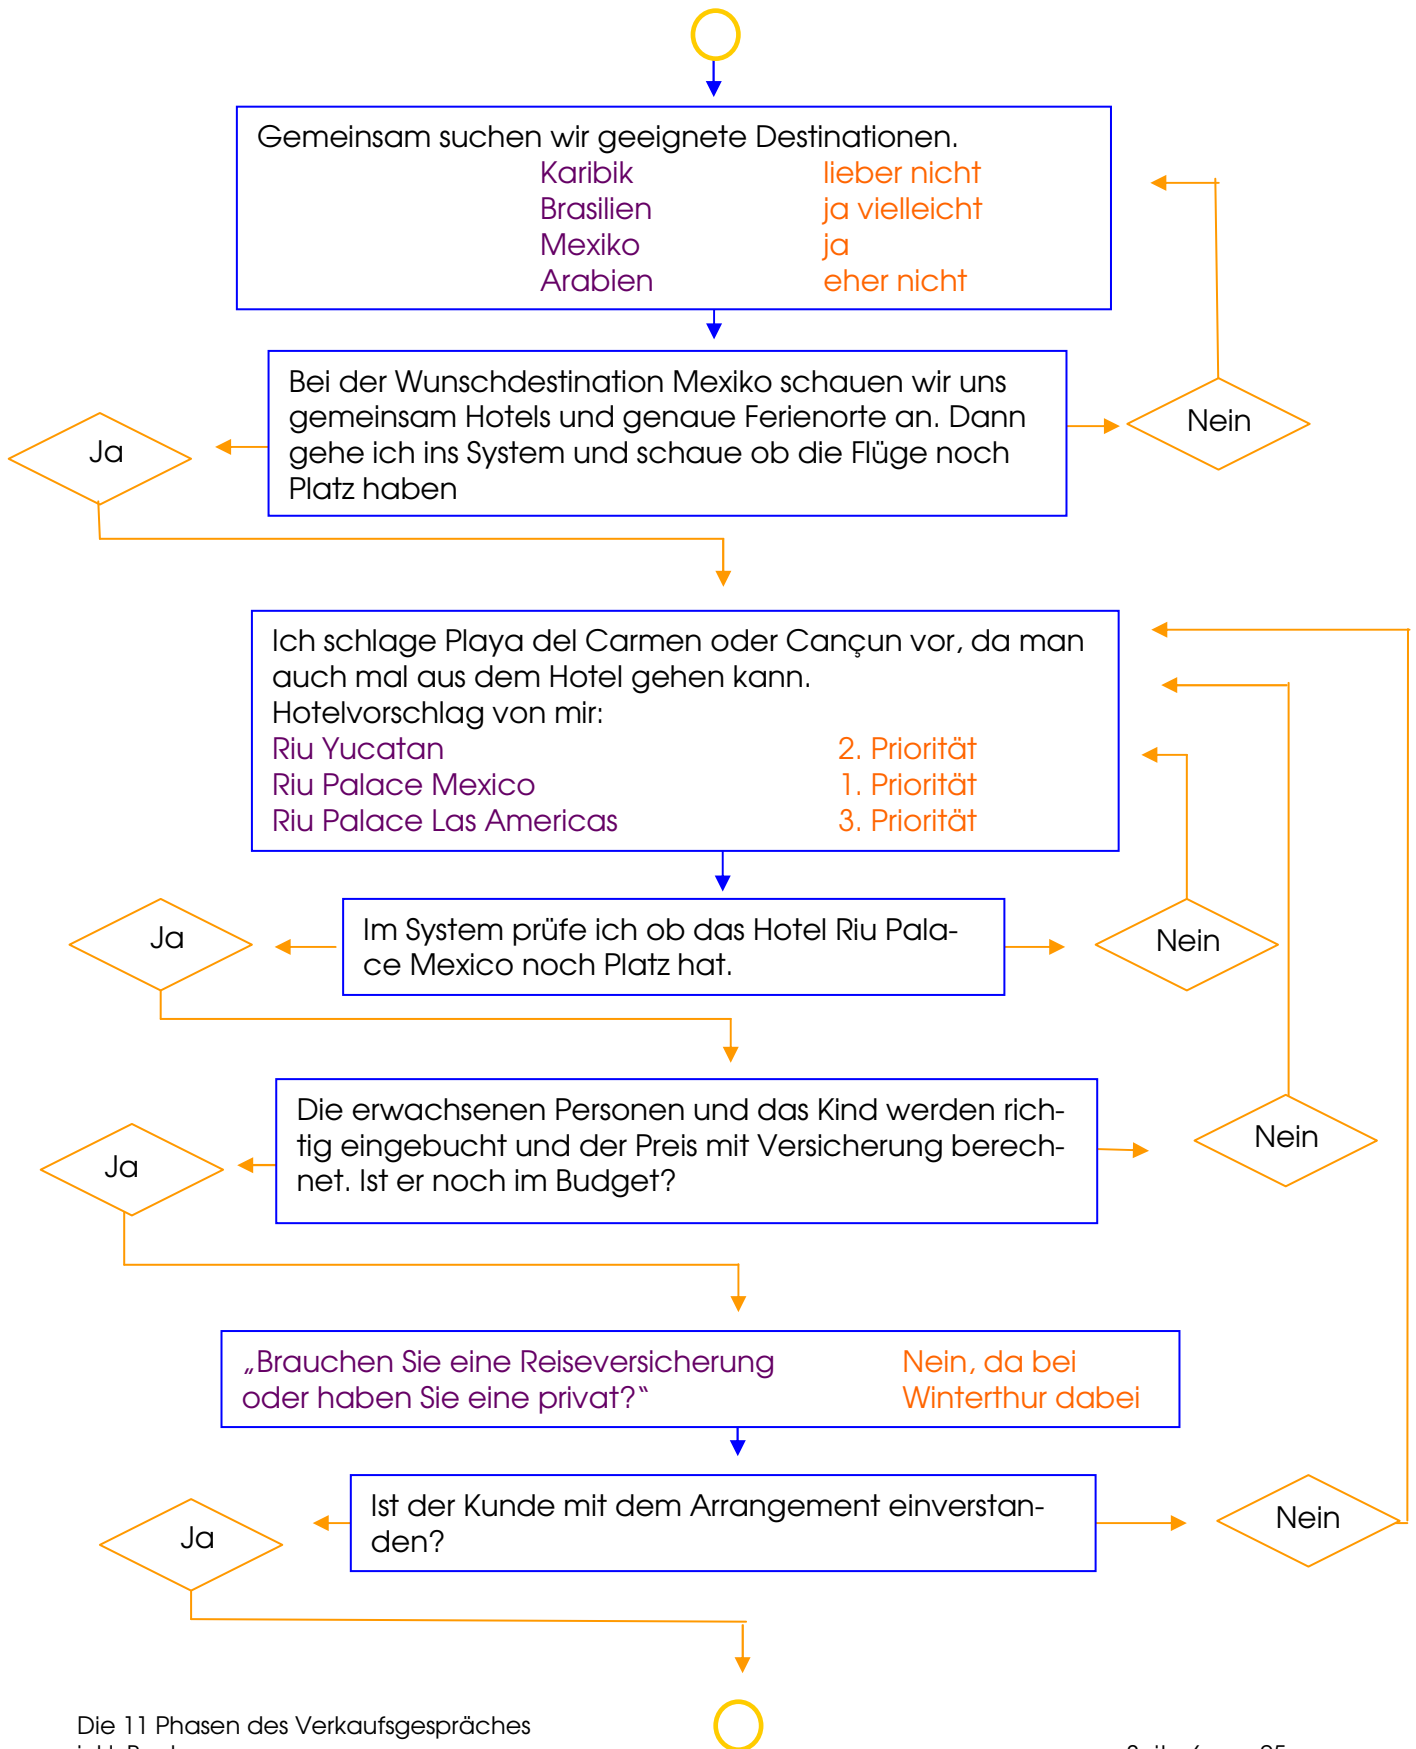 Gemeinsam suchen wir geeignete Destinationen.
Karibik lieber nicht
Brasilien ja vielleicht
Mexiko ja
Arabien eher nicht
Bei der Wunschdestination Mexiko schauen wir uns
gemeinsam Hotels und genaue Ferienorte an. Dann
gehe ich ins System und schaue ob die Flüge noch
Platz haben
Nein
Ja
Ich schlage Playa del Carmen oder Cançun vor, da man
auch mal aus dem Hotel gehen kann.
Hotelvorschlag von mir:
Riu Yucatan 2. Priorität
Riu Palace Mexico 1. Priorität
Riu Palace Las Americas 3. Priorität
Ja
Im System prüfe ich ob das Hotel Riu Pala-
ce Mexico noch Platz hat.
Nein
Die erwachsenen Personen und das Kind werden rich-
tig eingebucht und der Preis mit Versicherung berech-
net. Ist er noch im Budget?
Ja
Nein
„Brauchen Sie eine Reiseversicherung Nein, da bei
oder haben Sie eine privat?“ Winterthur dabei
Ist der Kunde mit dem Arrangement einverstan-
den?
Ja
Nein
Die 11 Phasen des Verkaufsgespräches